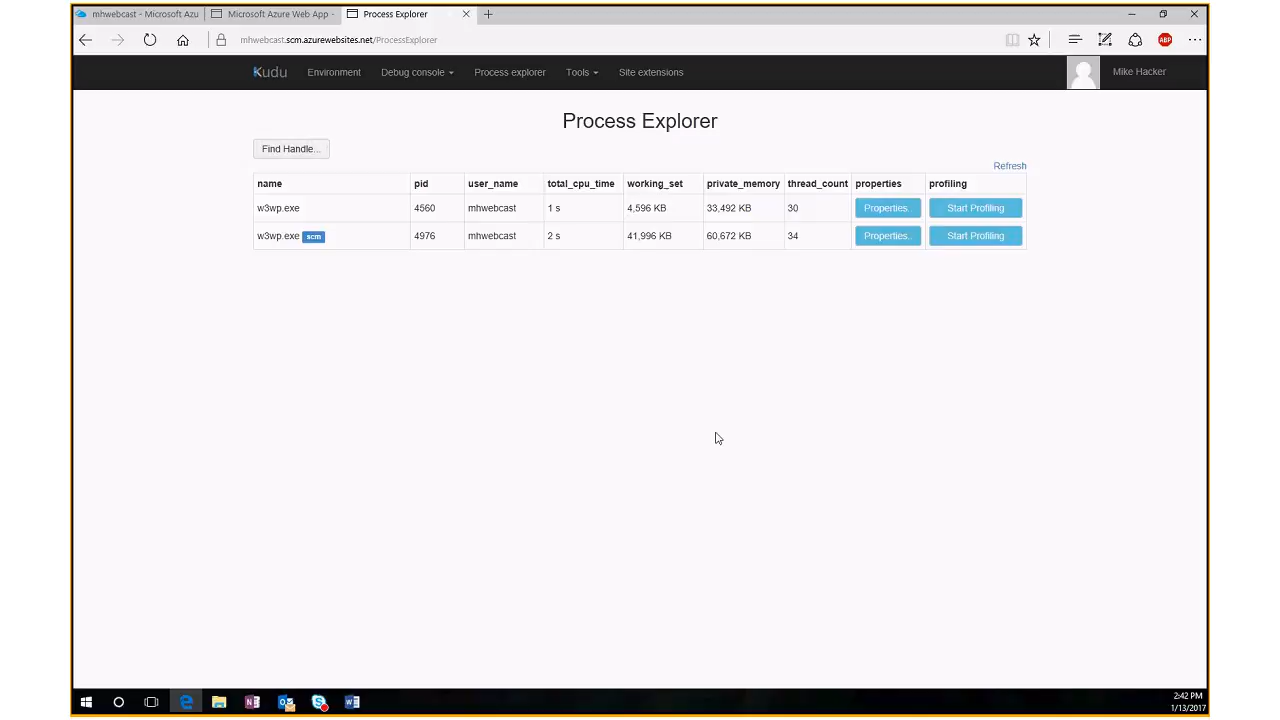 mhwebcast - Microsoft Azu
Microsoft Azure Web App -
Process Explorer
mhwebcast.scm.azurewebsites.net/ProcessExplorer
ABP
Kudu Environment Debug console Process explorer Tools Site extensions Mike Hacker
Process Explorer
Find Handle...
Refresh
name pid user_name total_cpu_time working_set private_memory thread_count properties profiling
w3wp.exe 4560 mhwebcast 1 s 4,596 KB 33,492 KB 30 Properties.. Start Profiling
w3wp.exe scm 4976 mhwebcast 2 s 41,996 KB 60,672 KB 34 Properties.. Start Profiling
2:42 PM
1/13/2017